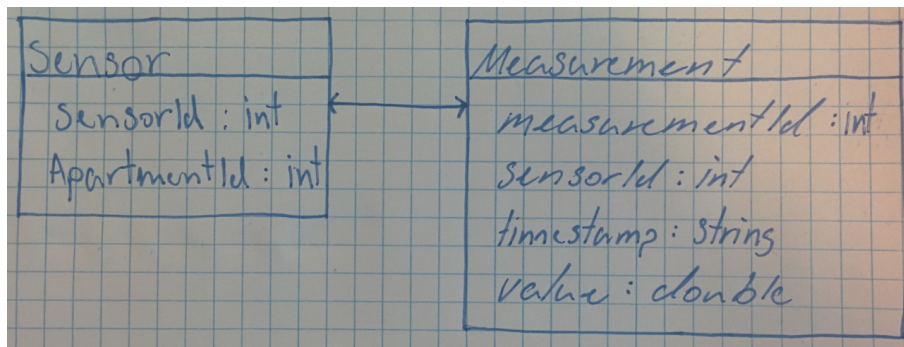 Sensor
sensorId : int
ApartmentId : int
Measurement
measurementId : int
sensorId : int
timestamp : string
value : double